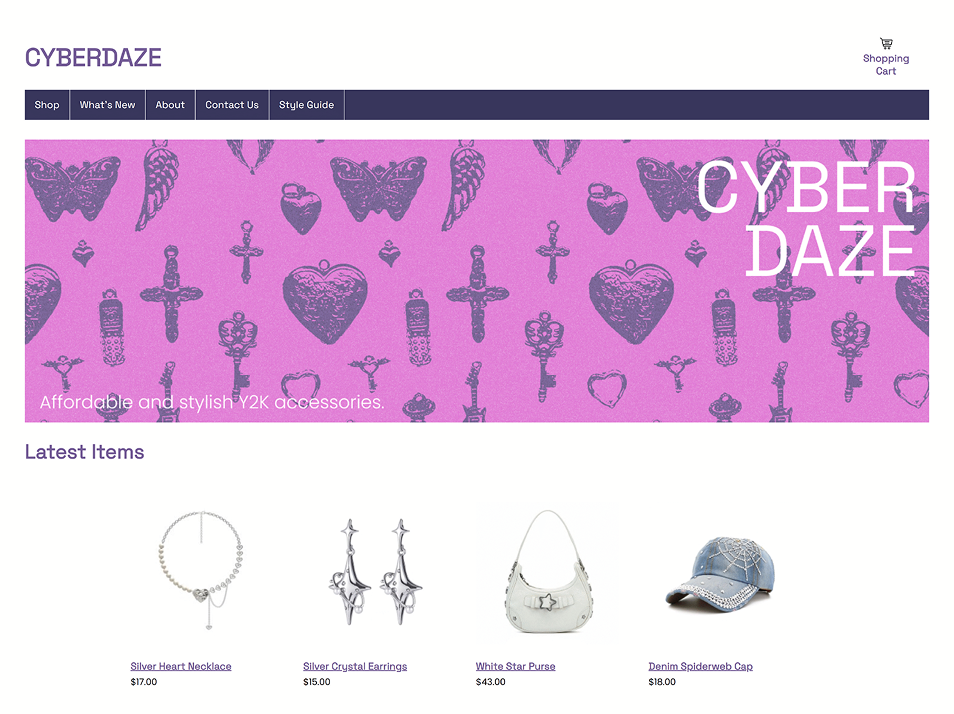 CYBERDAZE
Shopping
Cart
Shop
What's New
About
Contact Us
Style Guide
CYBER
DAZE
Affordable and stylish Y2K accessories.
Latest Items
Silver Heart Necklace
$17.00
Silver Crystal Earrings
$15.00
White Star Purse
$43.00
Denim Spiderweb Cap
$18.00